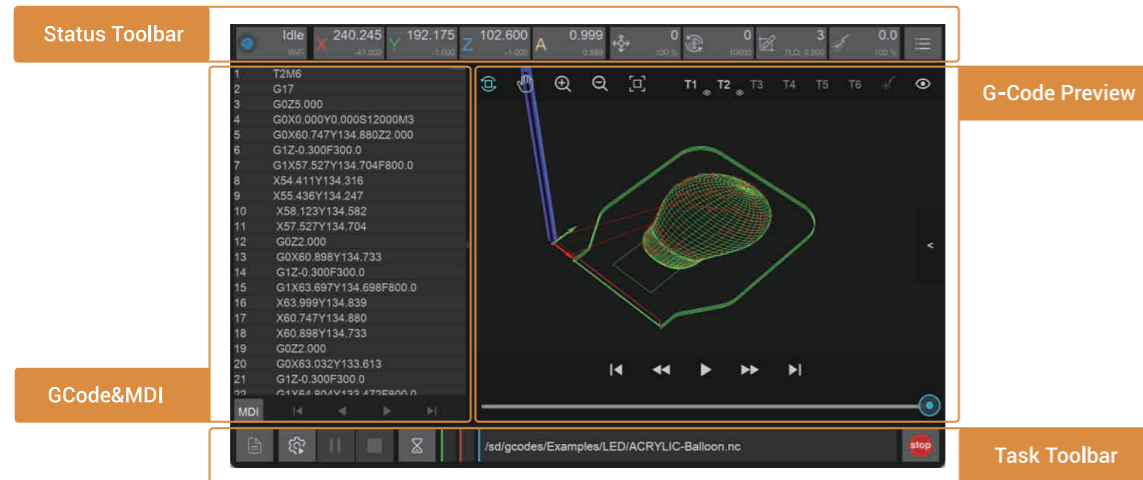 Status Toolbar
Idle 240.245 192.175 102.600 0.999 0 0 3 0.0
WiFi X -41.000 Y -1.000 Z -1.000 A 0.999 100 % 10000 TLO: 0.000 100 %
1 T2M6
2 G17
3 G0Z5.000
4 G0X0.000Y0.000S12000M3
5 G0X60.747Y134.880Z2.000
6 G1Z-0.300F300.0
7 G1X57.527Y134.704F800.0
8 X54.411Y134.316
9 X55.436Y134.247
10 X58.123Y134.582
11 X57.527Y134.704
12 G0Z2.000
13 G0X60.898Y134.733
14 G1Z-0.300F300.0
15 G1X63.697Y134.698F800.0
16 X63.999Y134.839
17 X60.747Y134.880
18 X60.898Y134.733
19 G0Z2.000
20 G0X63.032Y133.613
21 G1Z-0.300F300.0
22 G1X64.804Y133.472F800.0
MDI
T1 T2 T3 T4 T5 T6
G-Code Preview
GCode&MDI
/sd/gcodes/Examples/LED/ACRYLIC-Balloon.nc
stop
Task Toolbar